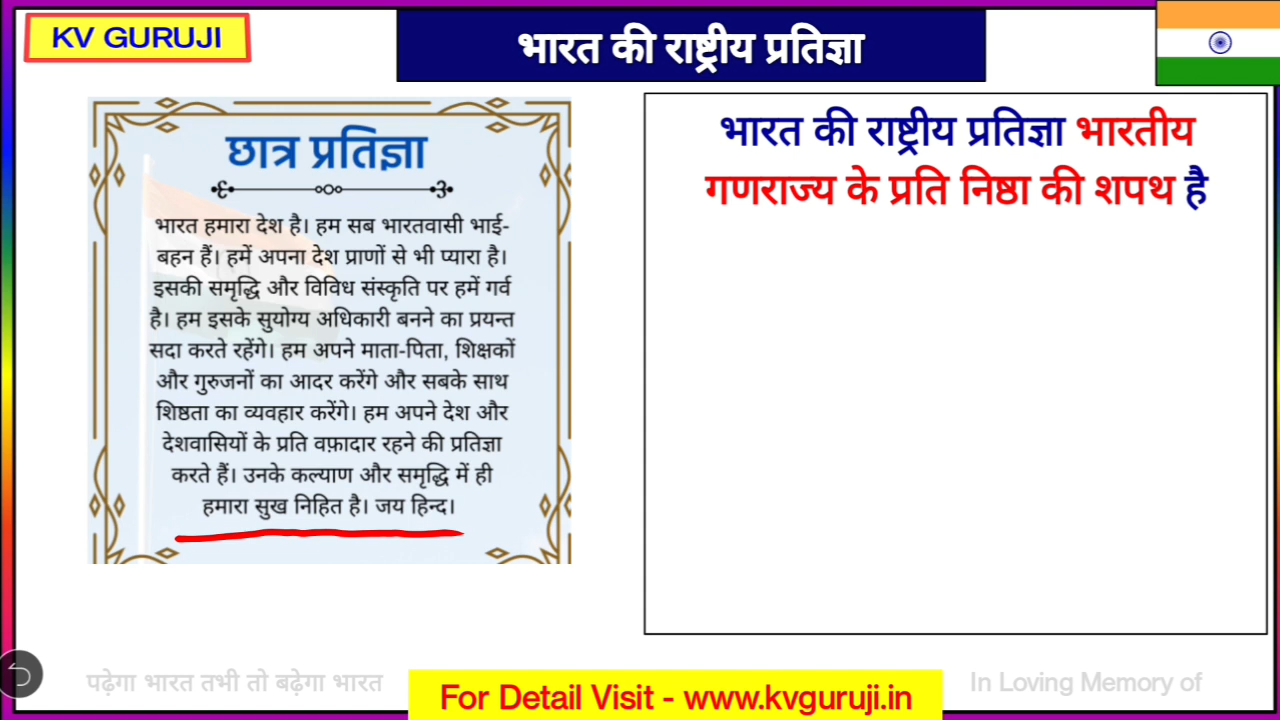 KV GURUJI
भारत की राष्ट्रीय प्रतिज्ञा
छात्र प्रतिज्ञा
भारत हमारा देश है। हम सब भारतवासी भाई-
बहन हैं। हमें अपना देश प्राणों से भी प्यारा है।
इसकी समृद्धि और विविध संस्कृति पर हमें गर्व
है। हम इसके सुयोग्य अधिकारी बनने का प्रयन्त
सदा करते रहेंगे। हम अपने माता-पिता, शिक्षकों
और गुरुजनों का आदर करेंगे और सबके साथ
शिष्ठता का व्यवहार करेंगे। हम अपने देश और
देशवासियों के प्रति वफ़ादार रहने की प्रतिज्ञा
करते हैं। उनके कल्याण और समृद्धि में ही
हमारा सुख निहित है। जय हिन्द।
भारत की राष्ट्रीय प्रतिज्ञा भारतीय
गणराज्य के प्रति निष्ठा की शपथ है
पढ़ेगा भारत तभी तो बढ़ेगा भारत
For Detail Visit - www.kvguruji.in
In Loving Memory of